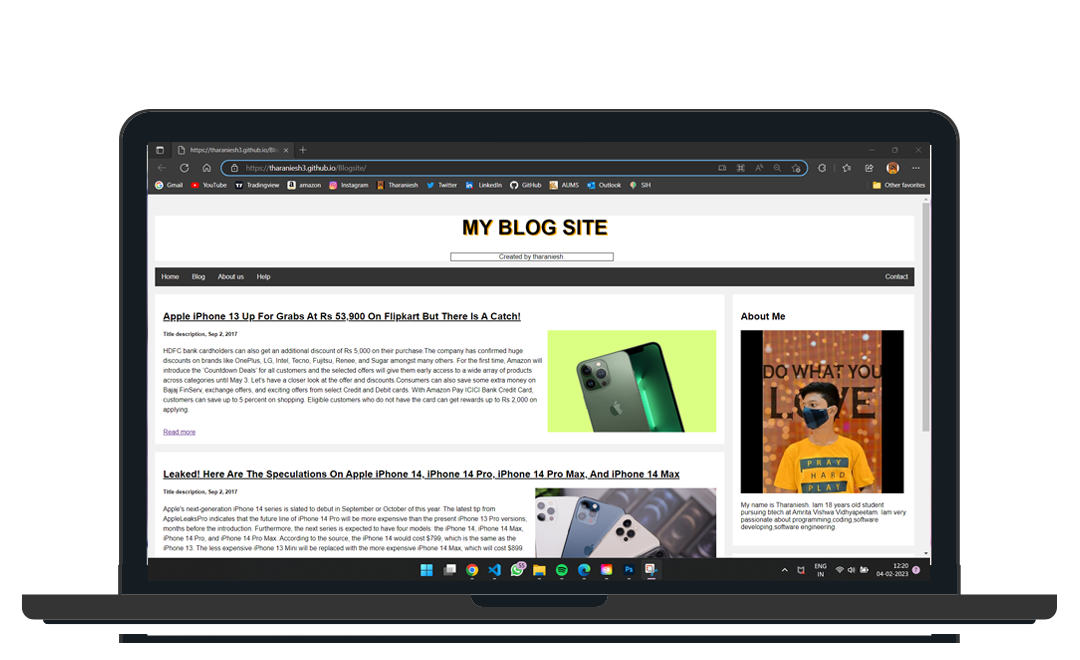 https://tharaniesh3.github.io/Blo
https://tharaniesh3.github.io/Blogsite/
Gmail YouTube Tradingview amazon Instagram Tharaniesh Twitter LinkedIn GitHub AUMS Outlook SIH Other favorites
MY BLOG SITE
Created by tharaniesh
Home Blog About us Help Contact
Apple iPhone 13 Up For Grabs At Rs 53,900 On Flipkart But There Is A Catch!
Title description, Sep 2, 2017
HDFC bank cardholders can also get an additional discount of Rs 5,000 on their purchase.The company has confirmed huge
discounts on brands like OnePlus, LG, Intel, Tecno, Fujitsu, Renee, and Sugar amongst many others. For the first time, Amazon will
introduce the 'Countdown Deals' for all customers and the selected offers will give them early access to a wide array of products
across categories until May 3. Let's have a closer look at the offer and discounts.Consumers can also save some extra money on
Bajaj FinServ, exchange offers, and exciting offers from select Credit and Debit cards. With Amazon Pay ICICI Bank Credit Card,
customers can save up to 5 percent on shopping. Eligible customers who do not have the card can get rewards up to Rs 2,000 on
applying.
Read more
Leaked! Here Are The Speculations On Apple iPhone 14, iPhone 14 Pro, iPhone 14 Pro Max, And iPhone 14 Max
Title description, Sep 2, 2017
Apple's next-generation iPhone 14 series is slated to debut in September or October of this year. The latest tip from
AppleLeaksPro indicates that the future line of iPhone 14 Pro will be more expensive than the present iPhone 13 Pro versions,
months before the introduction. Furthermore, the next series is expected to have four models: the iPhone 14, iPhone 14 Max,
iPhone 14 Pro, and iPhone 14 Pro Max. According to the source, the iPhone 14 would cost $799, which is the same as the
iPhone 13. The less expensive iPhone 13 Mini will be replaced with the more expensive iPhone 14 Max, which will cost $899.
About Me
DO WHAT YOU
LOVE
PRAY
HARD
PLAY
My name is Tharaniesh. Iam 18 years old student
pursuing btech at Amrita Vishwa Vidhyapeetam. Iam very
passionate about programming,coding,software
developing,software engineering.
55
Ps
ENG
IN
12:20
04-02-2023
7